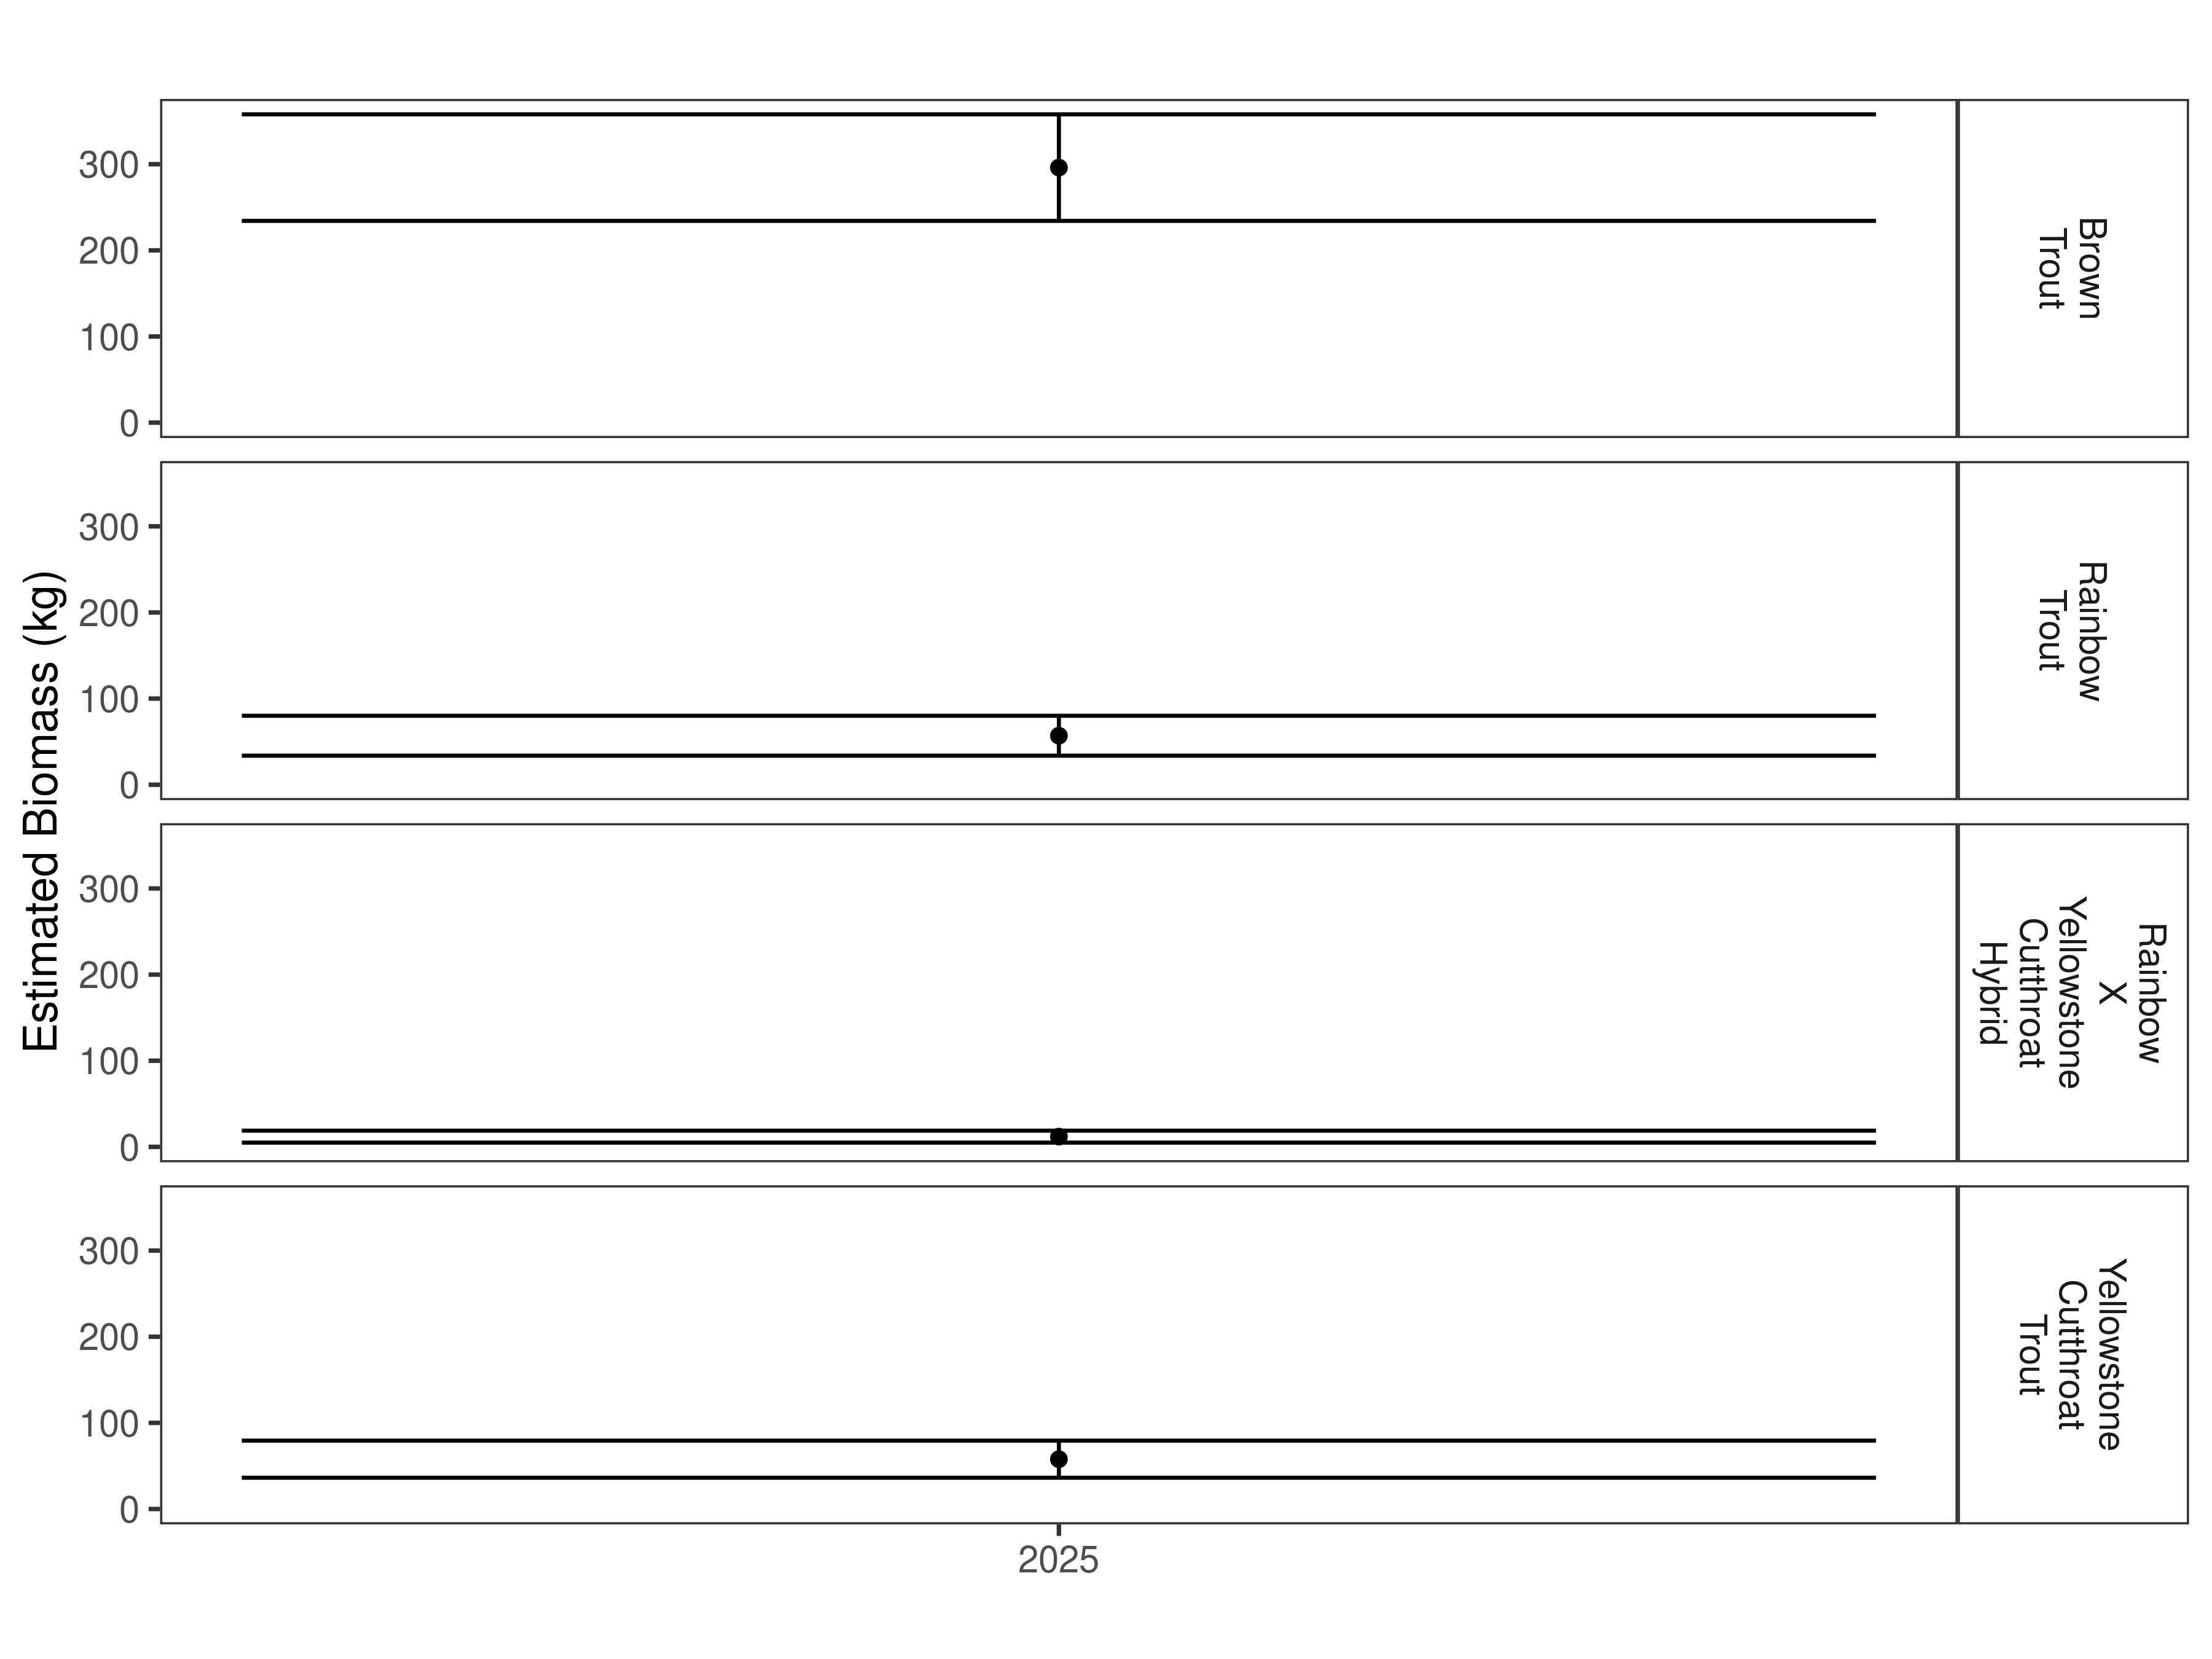 Estimated Biomass (kg)
300
200
100
0
Brown
Trout
300
200
100
0
Rainbow
Trout
300
200
100
0
Rainbow
X
Yellowstone
Cutthroat
Hybrid
300
200
100
0
Yellowstone
Cutthroat
Trout
2025